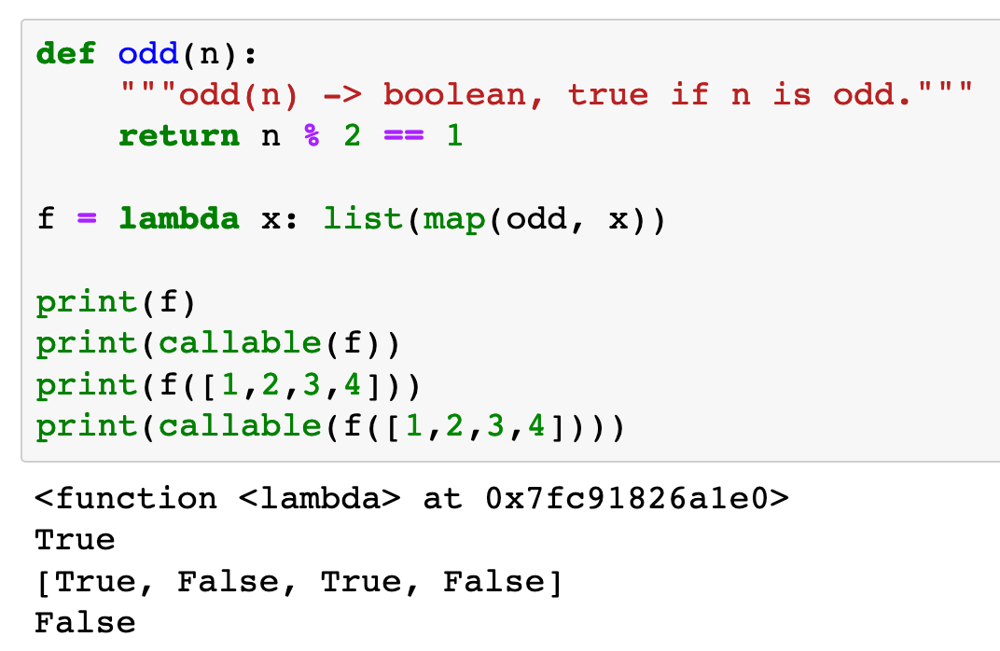 def odd(n):
    """odd(n) -> boolean, true if n is odd."""
    return n % 2 == 1
f = lambda x: list(map(odd, x))
print(f)
print(callable(f))
print(f([1,2,3,4]))
print(callable(f([1,2,3,4])))
<function <lambda> at 0x7fc91826a1e0>
True
[True, False, True, False]
False